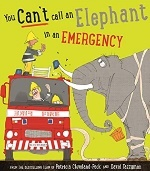 You Can't call an Elephant
in an EMERGENCY
FROM THE BESTSELLING TEAM OF Patricia Cleveland-Peck AND David Tazzyman